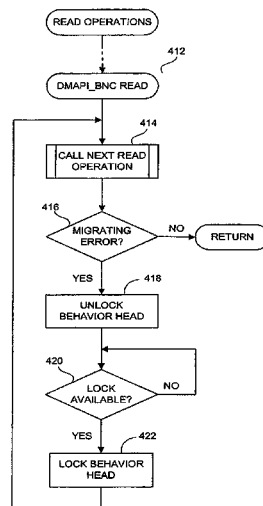 READ OPERATIONS
412
DMAPI_BNC READ
414
CALL NEXT READ
OPERATION
416
MIGRATING
ERROR?
NO
RETURN
YES
418
UNLOCK
BEHAVIOR HEAD
420
LOCK
AVAILABLE?
NO
YES
422
LOCK BEHAVIOR
HEAD